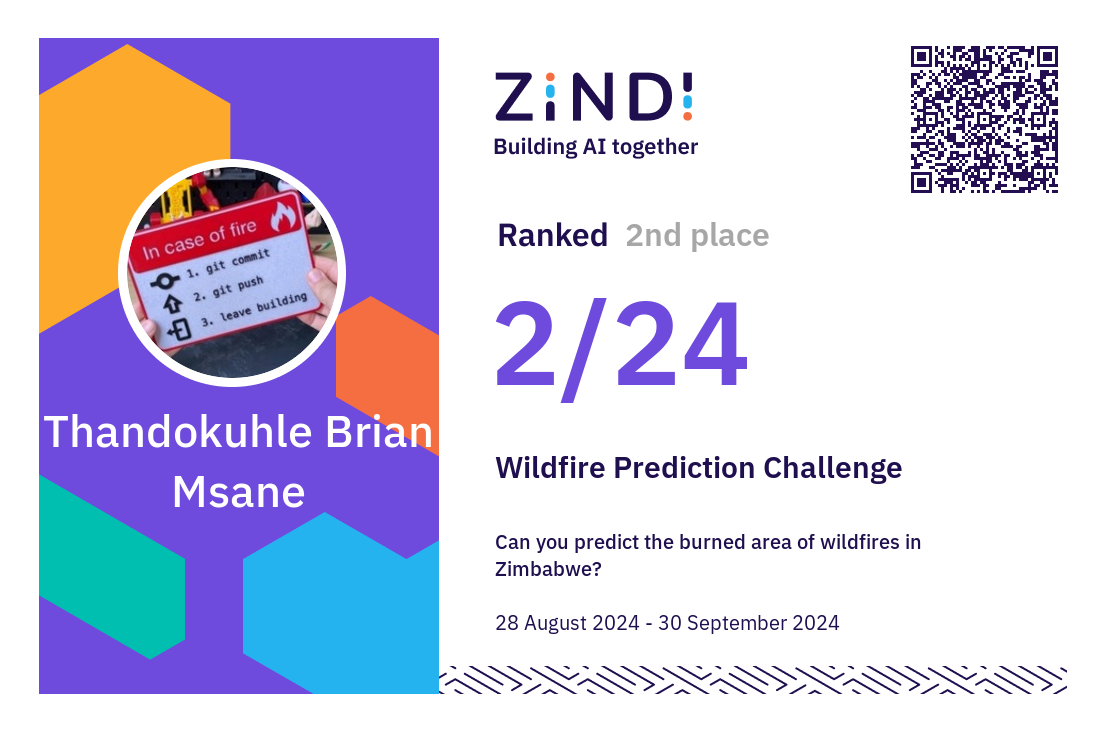 ZiNDI
Building AI together
Ranked 2nd place
2/24
In case of fire
1. git commit
2. git push
3. leave building
Thandokuhle Brian
Msane
Wildfire Prediction Challenge
Can you predict the burned area of wildfires in
Zimbabwe?
28 August 2024 - 30 September 2024